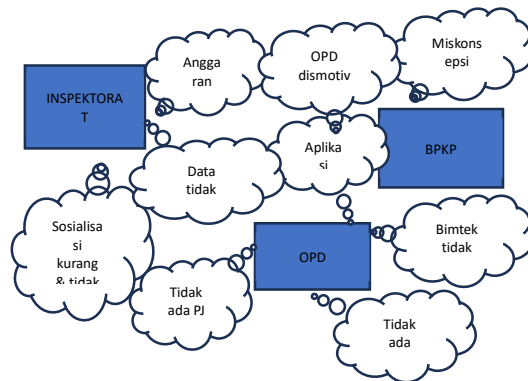 Angga
ran
OPD
dismotiv
Miskons
epsi
INSPEKTORA
T
Data
tidak
Aplika
si
BPKP
Sosialisa
si
kurang
& tidak
Tidak
ada PJ
OPD
Bimtek
tidak
Tidak
ada